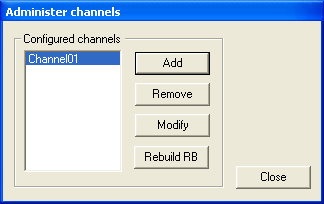 Administer channels
Configured channels
Channel01
Add
Remove
Modify
Rebuild RB
Close